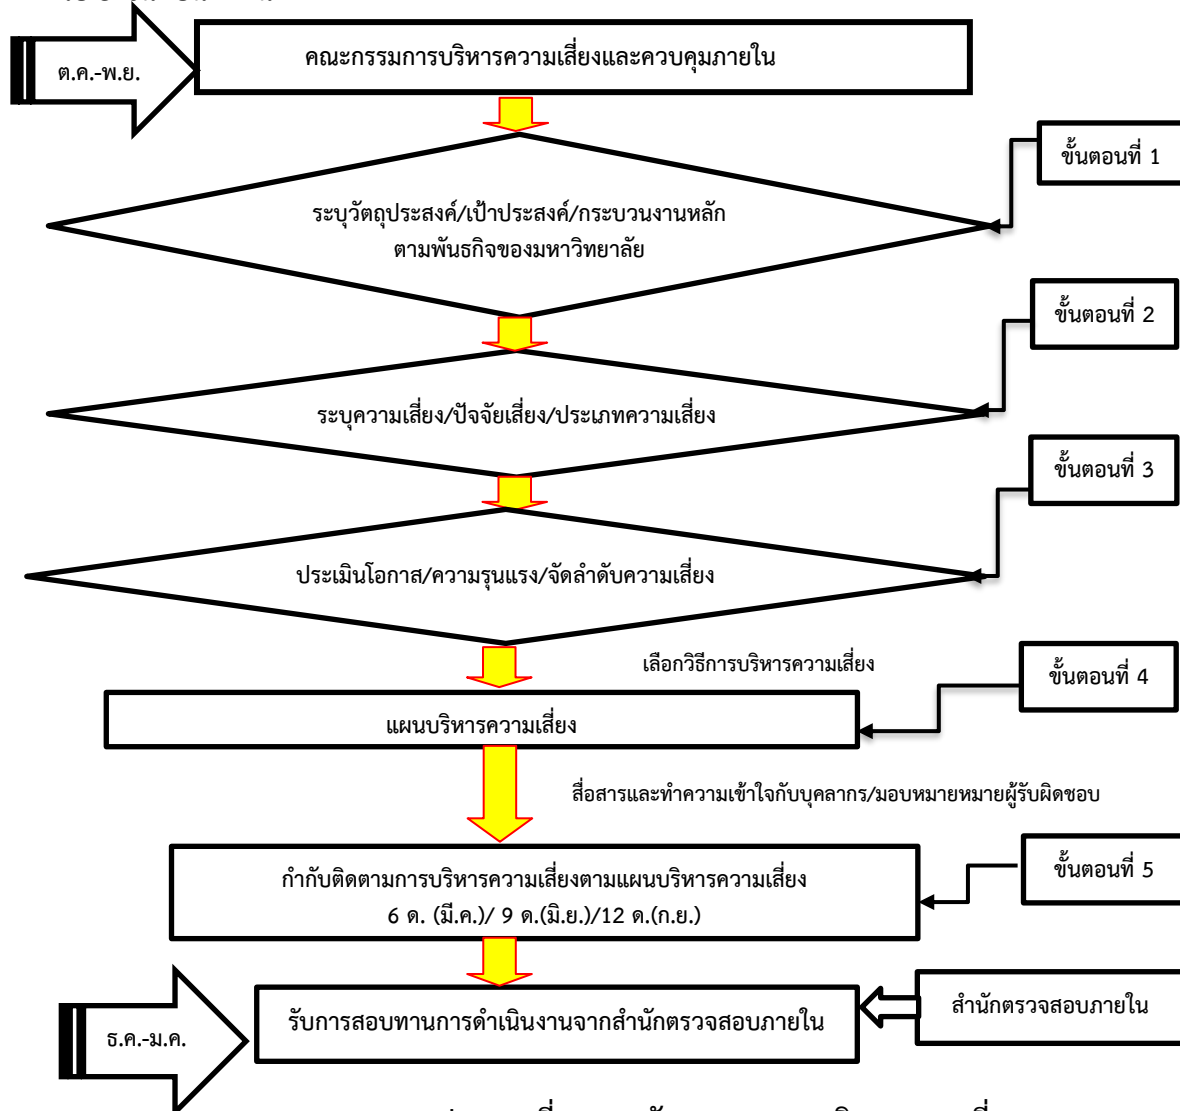 ต.ค.-พ.ย.
คณะกรรมการบริหารความเสี่ยงและควบคุมภายใน
ขั้นตอนที่ 1
ระบุวัตถุประสงค์/เป้าประสงค์/กระบวนงานหลัก
ตามพันธกิจของมหาวิทยาลัย
ขั้นตอนที่ 2
ระบุความเสี่ยง/ปัจจัยเสี่ยง/ประเภทความเสี่ยง
ขั้นตอนที่ 3
ประเมินโอกาส/ความรุนแรง/จัดลำดับความเสี่ยง
เลือกวิธีการบริหารความเสี่ยง
ขั้นตอนที่ 4
แผนบริหารความเสี่ยง
สื่อสารและทำความเข้าใจกับบุคลากร/มอบหมายหมายผู้รับผิดชอบ
ขั้นตอนที่ 5
กำกับติดตามการบริหารความเสี่ยงตามแผนบริหารความเสี่ยง
6 ด. (มี.ค.)/ 9 ด.(มิ.ย.)/12 ด.(ก.ย.)
สำนักตรวจสอบภายใน
รับการสอบทานการดำเนินงานจากสำนักตรวจสอบภายใน
ธ.ค.-ม.ค.